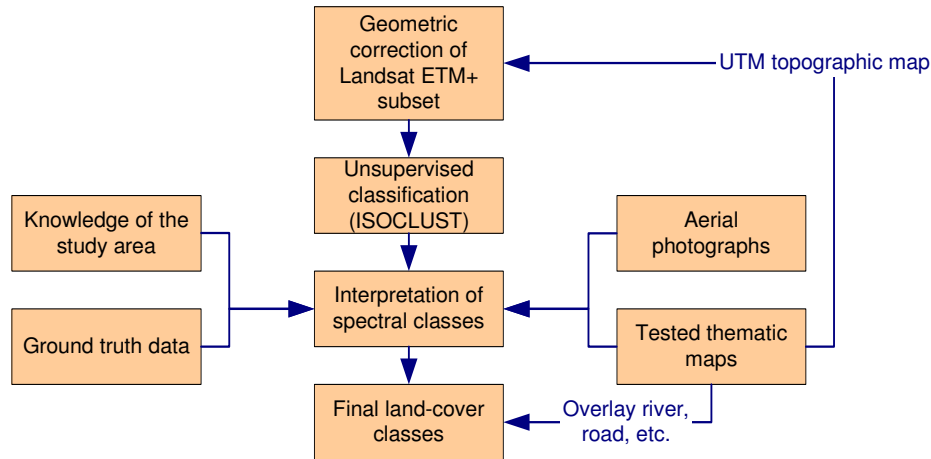 Geometric
correction of
Landsat ETM+
subset
UTM topographic map
Unsupervised
classification
(ISOCLUST)
Knowledge of the
study area
Aerial
photographs
Interpretation of
spectral classes
Ground truth data
Tested thematic
maps
Final land-cover
classes
Overlay river,
road, etc.